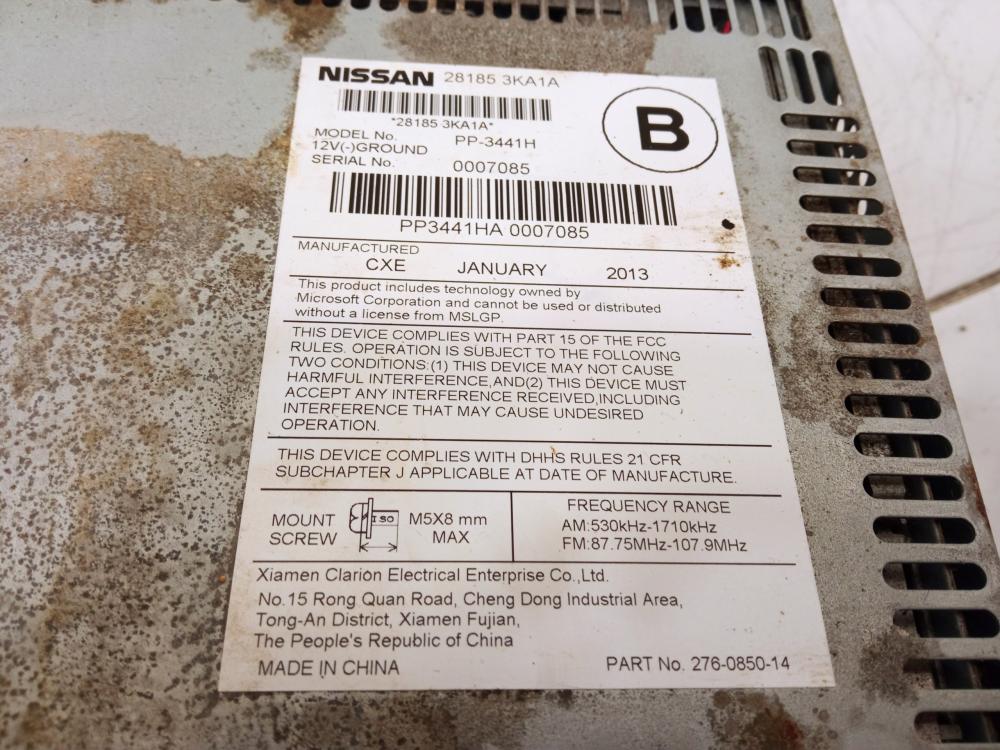 NISSAN 28185 3KA1A
*28185 3KA1A*
B
MODEL No. PP-3441H
12V(-)GROUND
SERIAL No. 0007085
PP3441HA 0007085
MANUFACTURED
CXE JANUARY 2013
This product includes technology owned by
Microsoft Corporation and cannot be used or distributed
without a license from MSLGP.
THIS DEVICE COMPLIES WITH PART 15 OF THE FCC
RULES. OPERATION IS SUBJECT TO THE FOLLOWING
TWO CONDITIONS:(1) THIS DEVICE MAY NOT CAUSE
HARMFUL INTERFERENCE,AND(2) THIS DEVICE MUST
ACCEPT ANY INTERFERENCE RECEIVED,INCLUDING
INTERFERENCE THAT MAY CAUSE UNDESIRED
OPERATION.
THIS DEVICE COMPLIES WITH DHHS RULES 21 CFR
SUBCHAPTER J APPLICABLE AT DATE OF MANUFACTURE.
MOUNT
SCREW
ISO
M5X8 mm
MAX
FREQUENCY RANGE
AM:530kHz-1710kHz
FM:87.75MHz-107.9MHz
Xiamen Clarion Electrical Enterprise Co.,Ltd.
No.15 Rong Quan Road, Cheng Dong Industrial Area,
Tong-An District, Xiamen Fujian,
The People's Republic of China
MADE IN CHINA
PART No. 276-0850-14